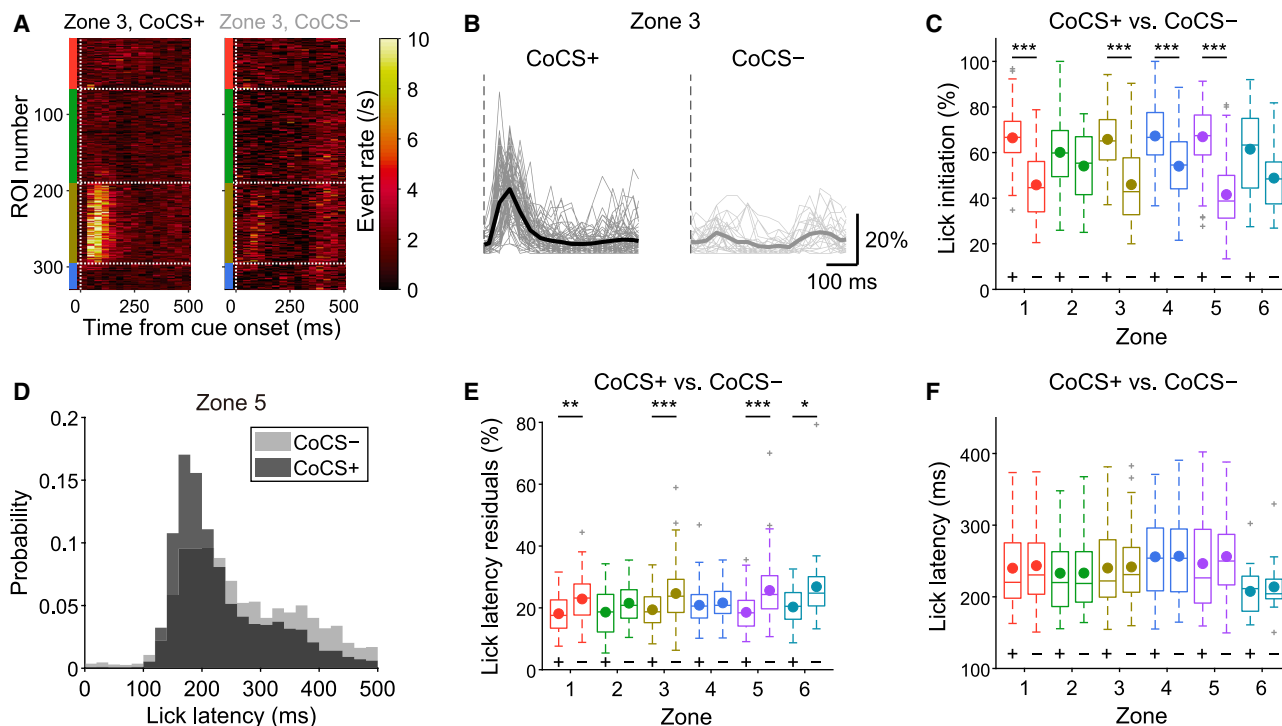 A
Zone 3, CoCS+
Zone 3, CoCS−
ROI number
100
200
300
0
250
500
0
250
500
Time from cue onset (ms)
10
8
6
4
2
0
Event rate (/s)
B
Zone 3
CoCS+
CoCS−
20%
100 ms
C
CoCS+ vs. CoCS−
*** *** *** ***
Lick initiation (%)
100
80
60
40
20
0
+ − + − + − + − + − + −
1 2 3 4 5 6
Zone
D
Zone 5
CoCS−
CoCS+
Probability
0.2
0.15
0.1
0.05
0
0 100 200 300 400 500
Lick latency (ms)
E
CoCS+ vs. CoCS−
** *** *** *
Lick latency residuals (%)
80
60
40
20
0
+ − + − + − + − + − + −
1 2 3 4 5 6
Zone
F
CoCS+ vs. CoCS−
Lick latency (ms)
400
300
200
100
+ − + − + − + − + − + −
1 2 3 4 5 6
Zone